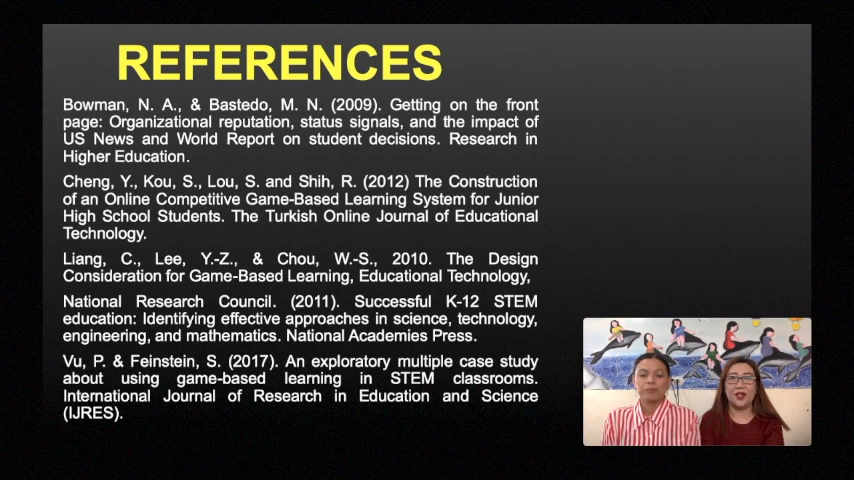 REFERENCES
Bowman, N. A., & Bastedo, M. N. (2009). Getting on the front
page: Organizational reputation, status signals, and the impact of
US News and World Report on student decisions. Research in
Higher Education.
Cheng, Y., Kou, S., Lou, S. and Shih, R. (2012) The Construction
of an Online Competitive Game-Based Learning System for Junior
High School Students. The Turkish Online Journal of Educational
Technology.
Liang, C., Lee, Y.-Z., & Chou, W.-S., 2010. The Design
Consideration for Game-Based Learning, Educational Technology,
National Research Council. (2011). Successful K-12 STEM
education: Identifying effective approaches in science, technology,
engineering, and mathematics. National Academies Press.
Vu, P. & Feinstein, S. (2017). An exploratory multiple case study
about using game-based learning in STEM classrooms.
International Journal of Research in Education and Science
(IJRES).